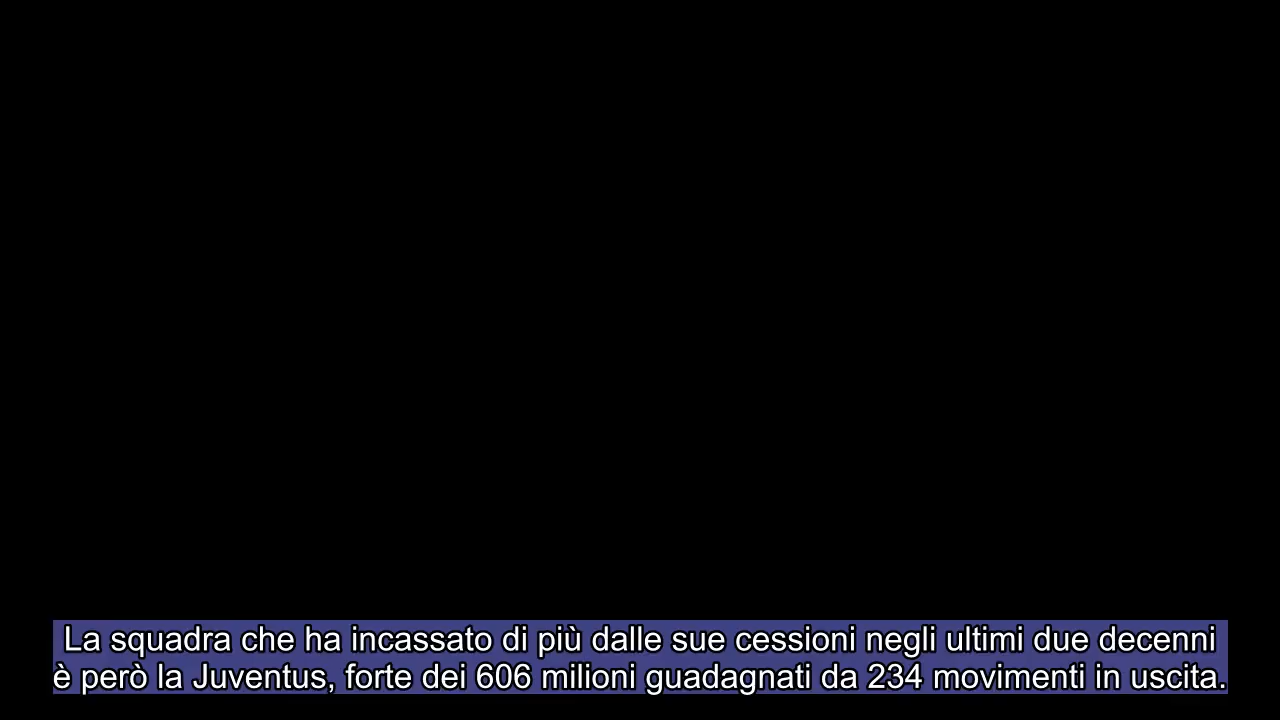 La squadra che ha incassato di più dalle sue cessioni negli ultimi due decenni
è però la Juventus, forte dei 606 milioni guadagnati da 234 movimenti in uscita.